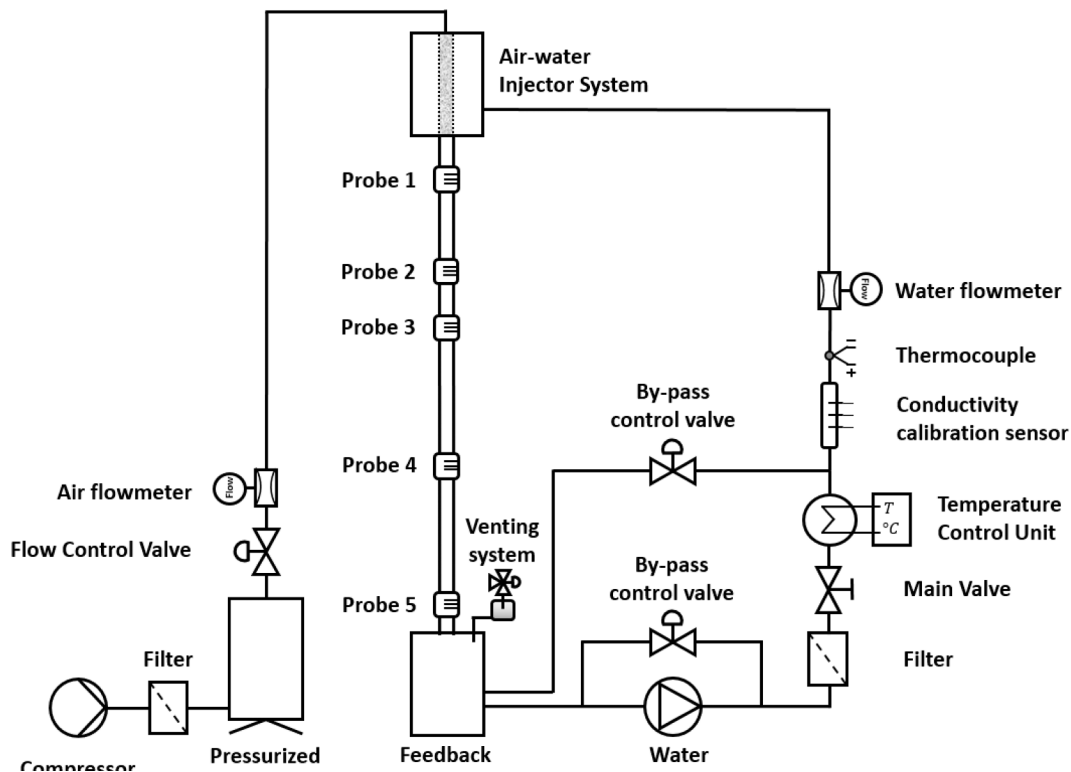 Air-water
Injector System
Probe 1
Probe 2
Probe 3
Flow
Water flowmeter
Thermocouple
By-pass
control valve
Conductivity
calibration sensor
Probe 4
Air flowmeter
Flow
Flow Control Valve
Venting
system
T
°C
Temperature
Control Unit
By-pass
control valve
Main Valve
Probe 5
Filter
Filter
Compressor
Pressurized
Feedback
Water